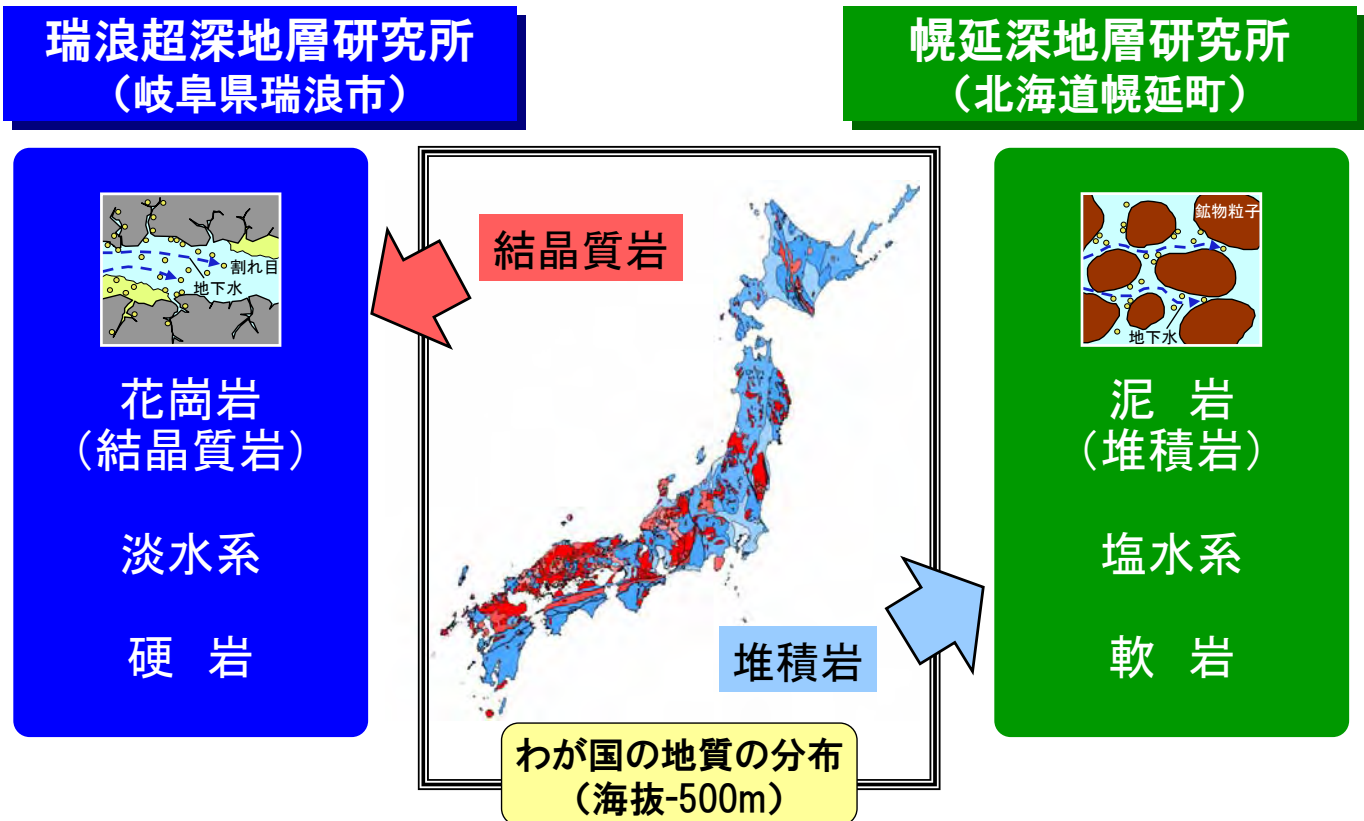 瑞浪超深地層研究所
（岐阜県瑞浪市）
幌延深地層研究所
（北海道幌延町）
割れ目
地下水
花崗岩
（結晶質岩）
淡水系
硬 岩
結晶質岩
堆積岩
わが国の地質の分布
（海抜-500m）
鉱物粒子
地下水
泥 岩
（堆積岩）
塩水系
軟 岩